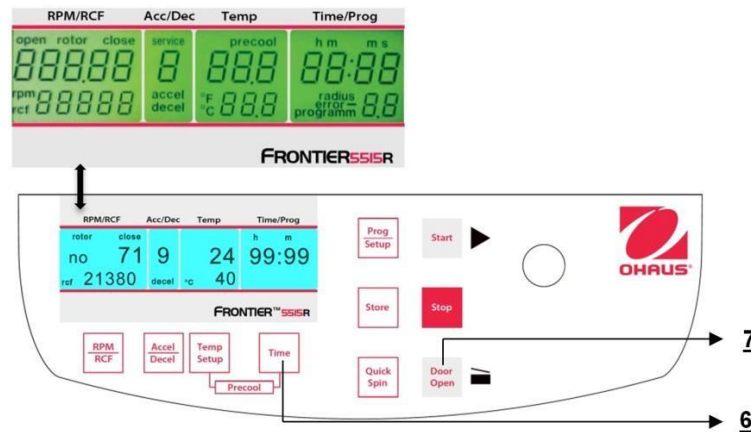 RPM/RCF Acc/Dec Temp Time/Prog
open rotor close service precool h m m s
888.88 8 88.8 88:88
rpm accel °F radius
rcf 88888 decel °C 88.8 error programm 8.8
FRONTIER5515R
RPM/RCF Acc/Dec Temp Time/Prog
rotor close h m
no 71 9 24 99:99
rcf 21380 decel °C 40
FRONTIER™ 5515R
Prog
Setup
Start
OHAUS®
Store
Stop
RPM
RCF
Accel
Decel
Temp
Setup
Time
Precool
Quick
Spin
Door
Open
7
6